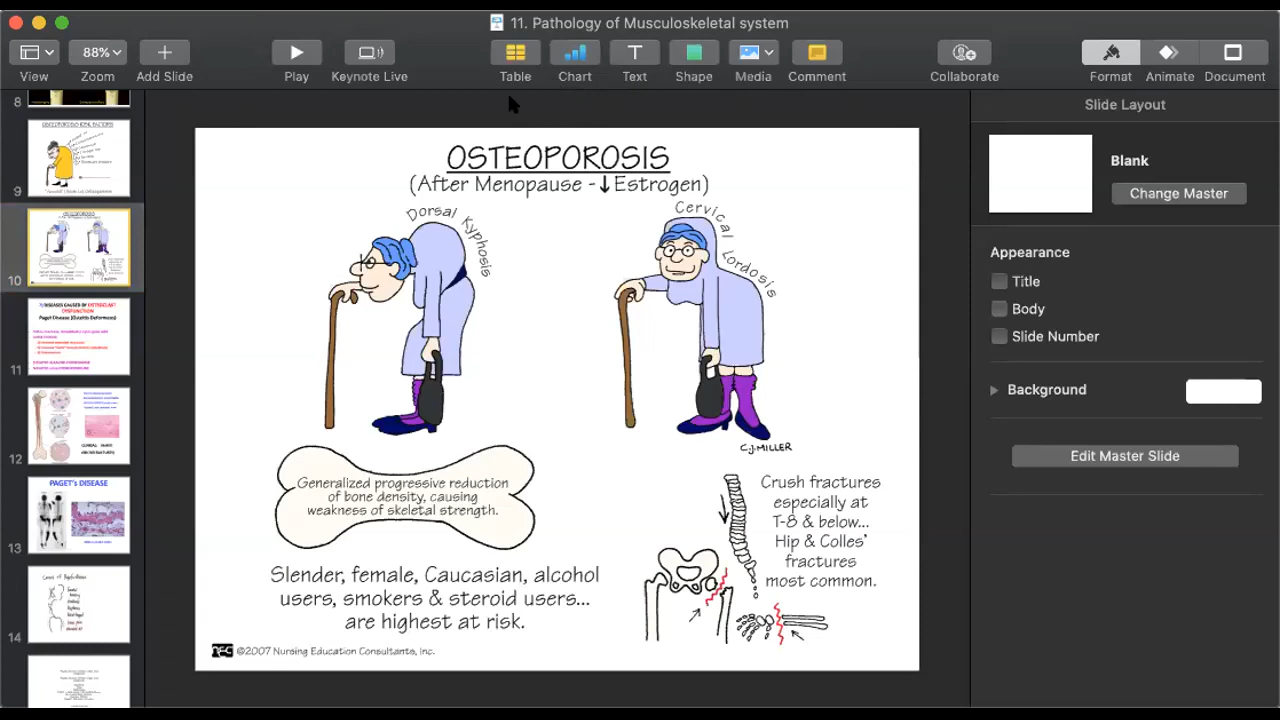 11. Pathology of Musculoskeletal system
View
88%
Zoom
Add Slide
Play
Keynote Live
Table
Chart
Text
Shape
Media
Comment
Collaborate
Format
Animate
Document
8
9
10
11
12
13
14
OSTEOPOROSIS
PAGET's DISEASE
OSTEOPOROSIS
(After Menopause -↓Estrogen)
Dorsal Kyphosis
Cervical Lordosis
C.J.MILLER
Generalized progressive reduction
of bone density, causing
weakness of skeletal strength.
Crush fractures
especially at
T-8 & below...
Hip & Colles'
fractures
most common.
Slender, female, Caucasian, alcohol
users, smokers & steroid users...
are highest at risk.
©2007 Nursing Education Consultants, Inc.
Slide Layout
Blank
Change Master
Appearance
Title
Body
Slide Number
Background
Edit Master Slide